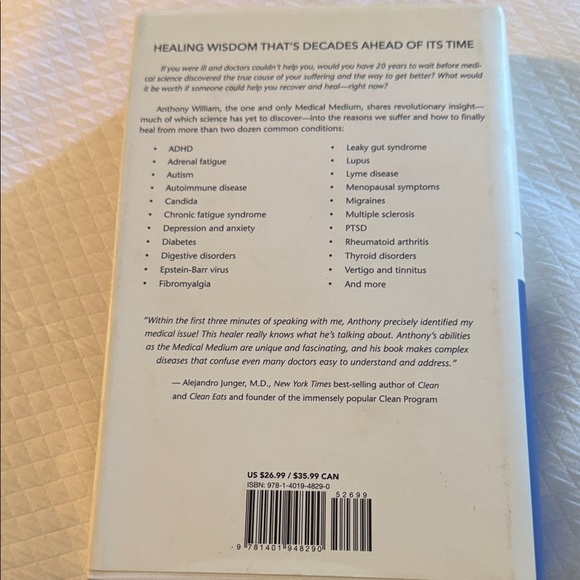 HEALING WISDOM THAT'S DECADES AHEAD OF ITS TIME
If you were ill and doctors couldn't help you, would you have 20 years to wait before medi-
cal science discovered the true cause of your suffering and the way to get better? What would
it be worth if someone could help you recover and heal—right now?
Anthony William, the one and only Medical Medium, shares revolutionary insight—
much of which science has yet to discover—into the reasons we suffer and how to finally
heal from more than two dozen common conditions:
• ADHD
• Adrenal fatigue
• Autism
• Autoimmune disease
• Candida
• Chronic fatigue syndrome
• Depression and anxiety
• Diabetes
• Digestive disorders
• Epstein-Barr virus
• Fibromyalgia
• Leaky gut syndrome
• Lupus
• Lyme disease
• Menopausal symptoms
• Migraines
• Multiple sclerosis
• PTSD
• Rheumatoid arthritis
• Thyroid disorders
• Vertigo and tinnitus
• And more
"Within the first three minutes of speaking with me, Anthony precisely identified my
medical issue! This healer really knows what he's talking about. Anthony's abilities
as the Medical Medium are unique and fascinating, and his book makes complex
diseases that confuse even many doctors easy to understand and address."
— Alejandro Junger, M.D., New York Times best-selling author of Clean
and Clean Eats and founder of the immensely popular Clean Program
US $26.99 / $35.99 CAN
ISBN: 978-1-4019-4829-0
52699
9 781401 948290